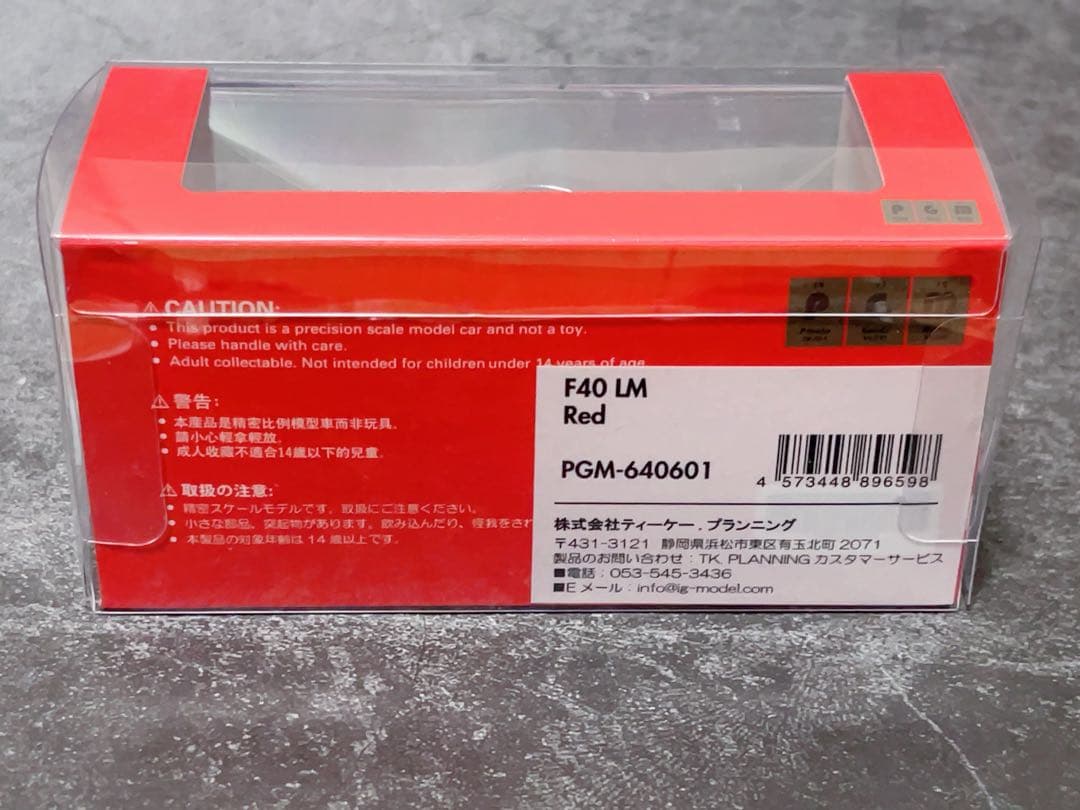 P G m
⚠ CAUTION:
• This product is a precision scale model car and not a toy.
• Please handle with care.
• Adult collectable. Not intended for children under 14 years of age
⚠ 警告:
• 本產品是精密比例模型車而非玩具。
• 請小心輕拿輕放。
• 成人收藏不適合14歲以下的兒童。
⚠ 取扱の注意:
• 精密スケールモデルです。取扱にご注意ください。
• 小さな部品、突起物があります。飲み込んだり、怪我をされ
• 本製品の対象年齢は14歳以上です。
F40 LM
Red
PGM-640601
4 573448 896598
株式会社ティーケー．プランニング
〒431-3121 静岡県浜松市東区有玉北町2071
製品のお問い合わせ：TK. PLANNING カスタマーサービス
■電話：053-545-3436
■Eメール：info@ig-model.com